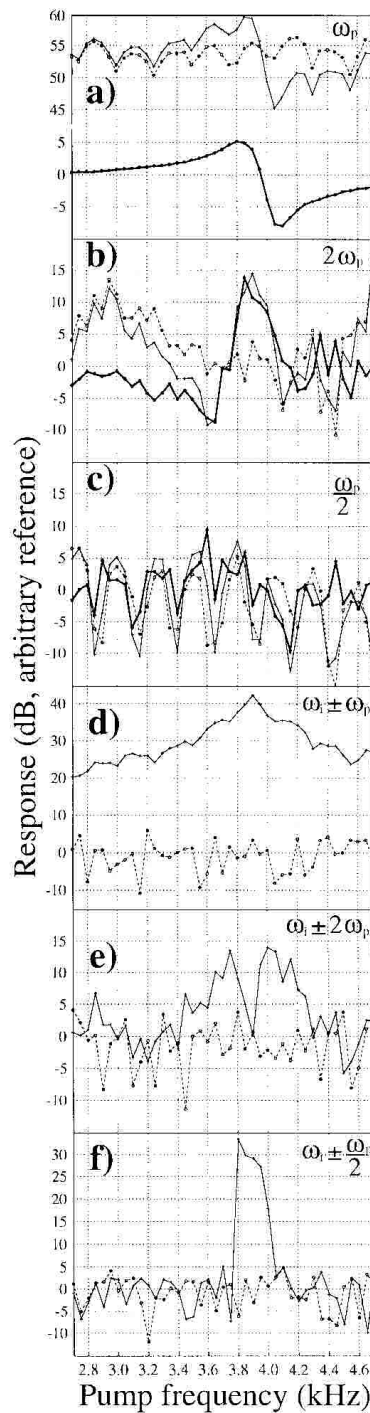 60
ωₚ
55
50
45
a)
5
0
-5
b)
2ωₚ
15
10
5
0
-5
-10
c)
ωₚ/2
15
10
5
0
-5
-10
d)
ωᵢ ± ωₚ
40
30
20
10
0
-10
e)
ωᵢ ± 2ωₚ
15
10
5
0
-5
-10
f)
ωᵢ ± ωₚ/2
30
25
20
15
10
5
0
-5
-10
2.8 3.0 3.2 3.4 3.6 3.8 4.0 4.2 4.4 4.6
Pump frequency (kHz)
Response (dB, arbitrary reference)